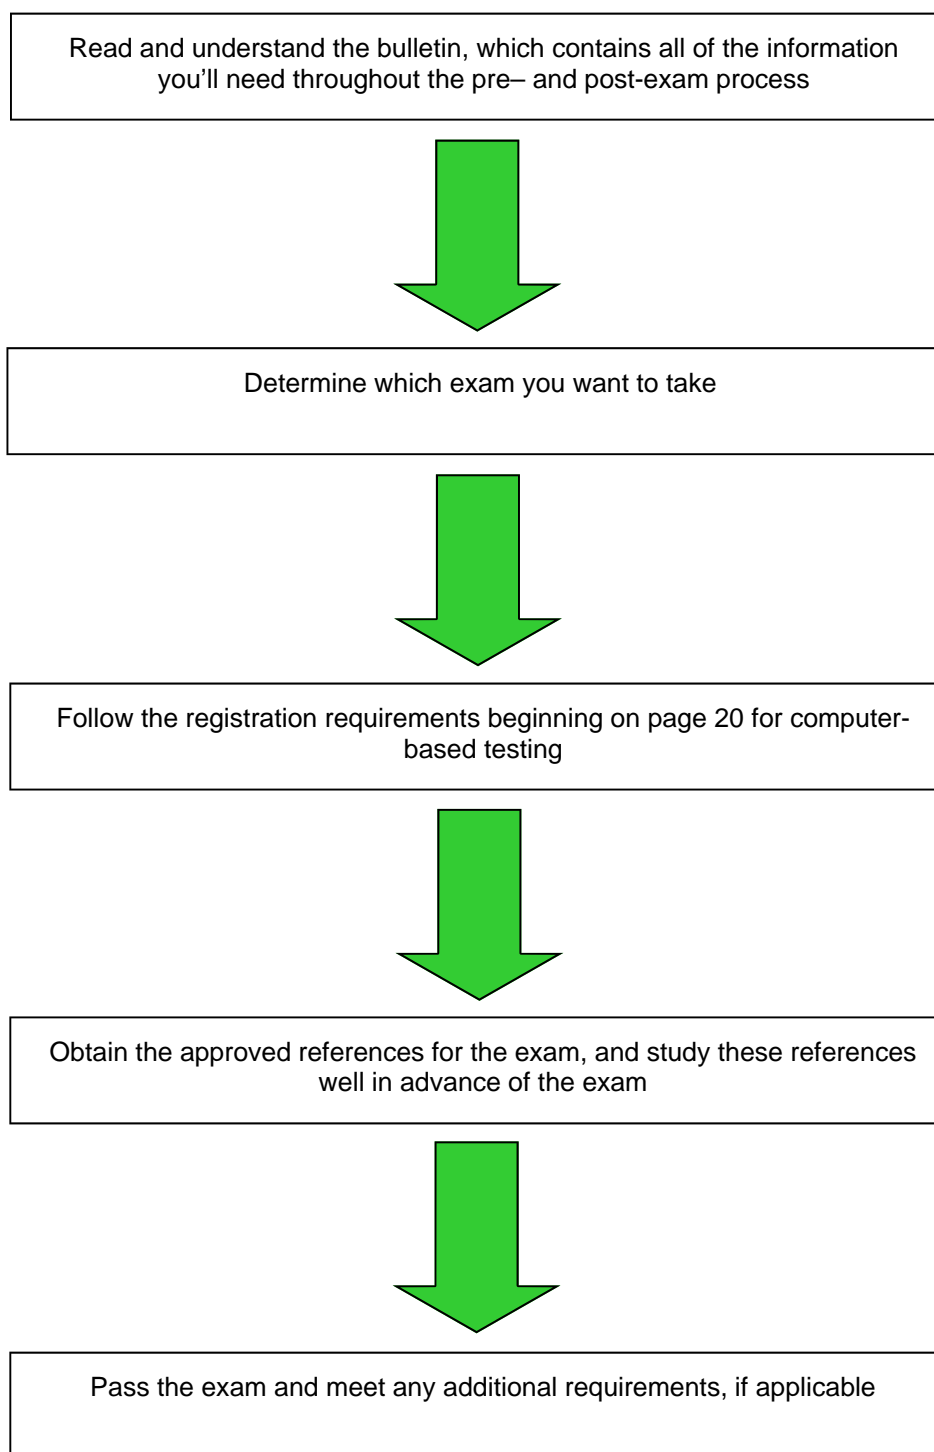 Read and understand the bulletin, which contains all of the information
you’ll need throughout the pre– and post-exam process
Determine which exam you want to take
Follow the registration requirements beginning on page 20 for computer-
based testing
Obtain the approved references for the exam, and study these references
well in advance of the exam
Pass the exam and meet any additional requirements, if applicable